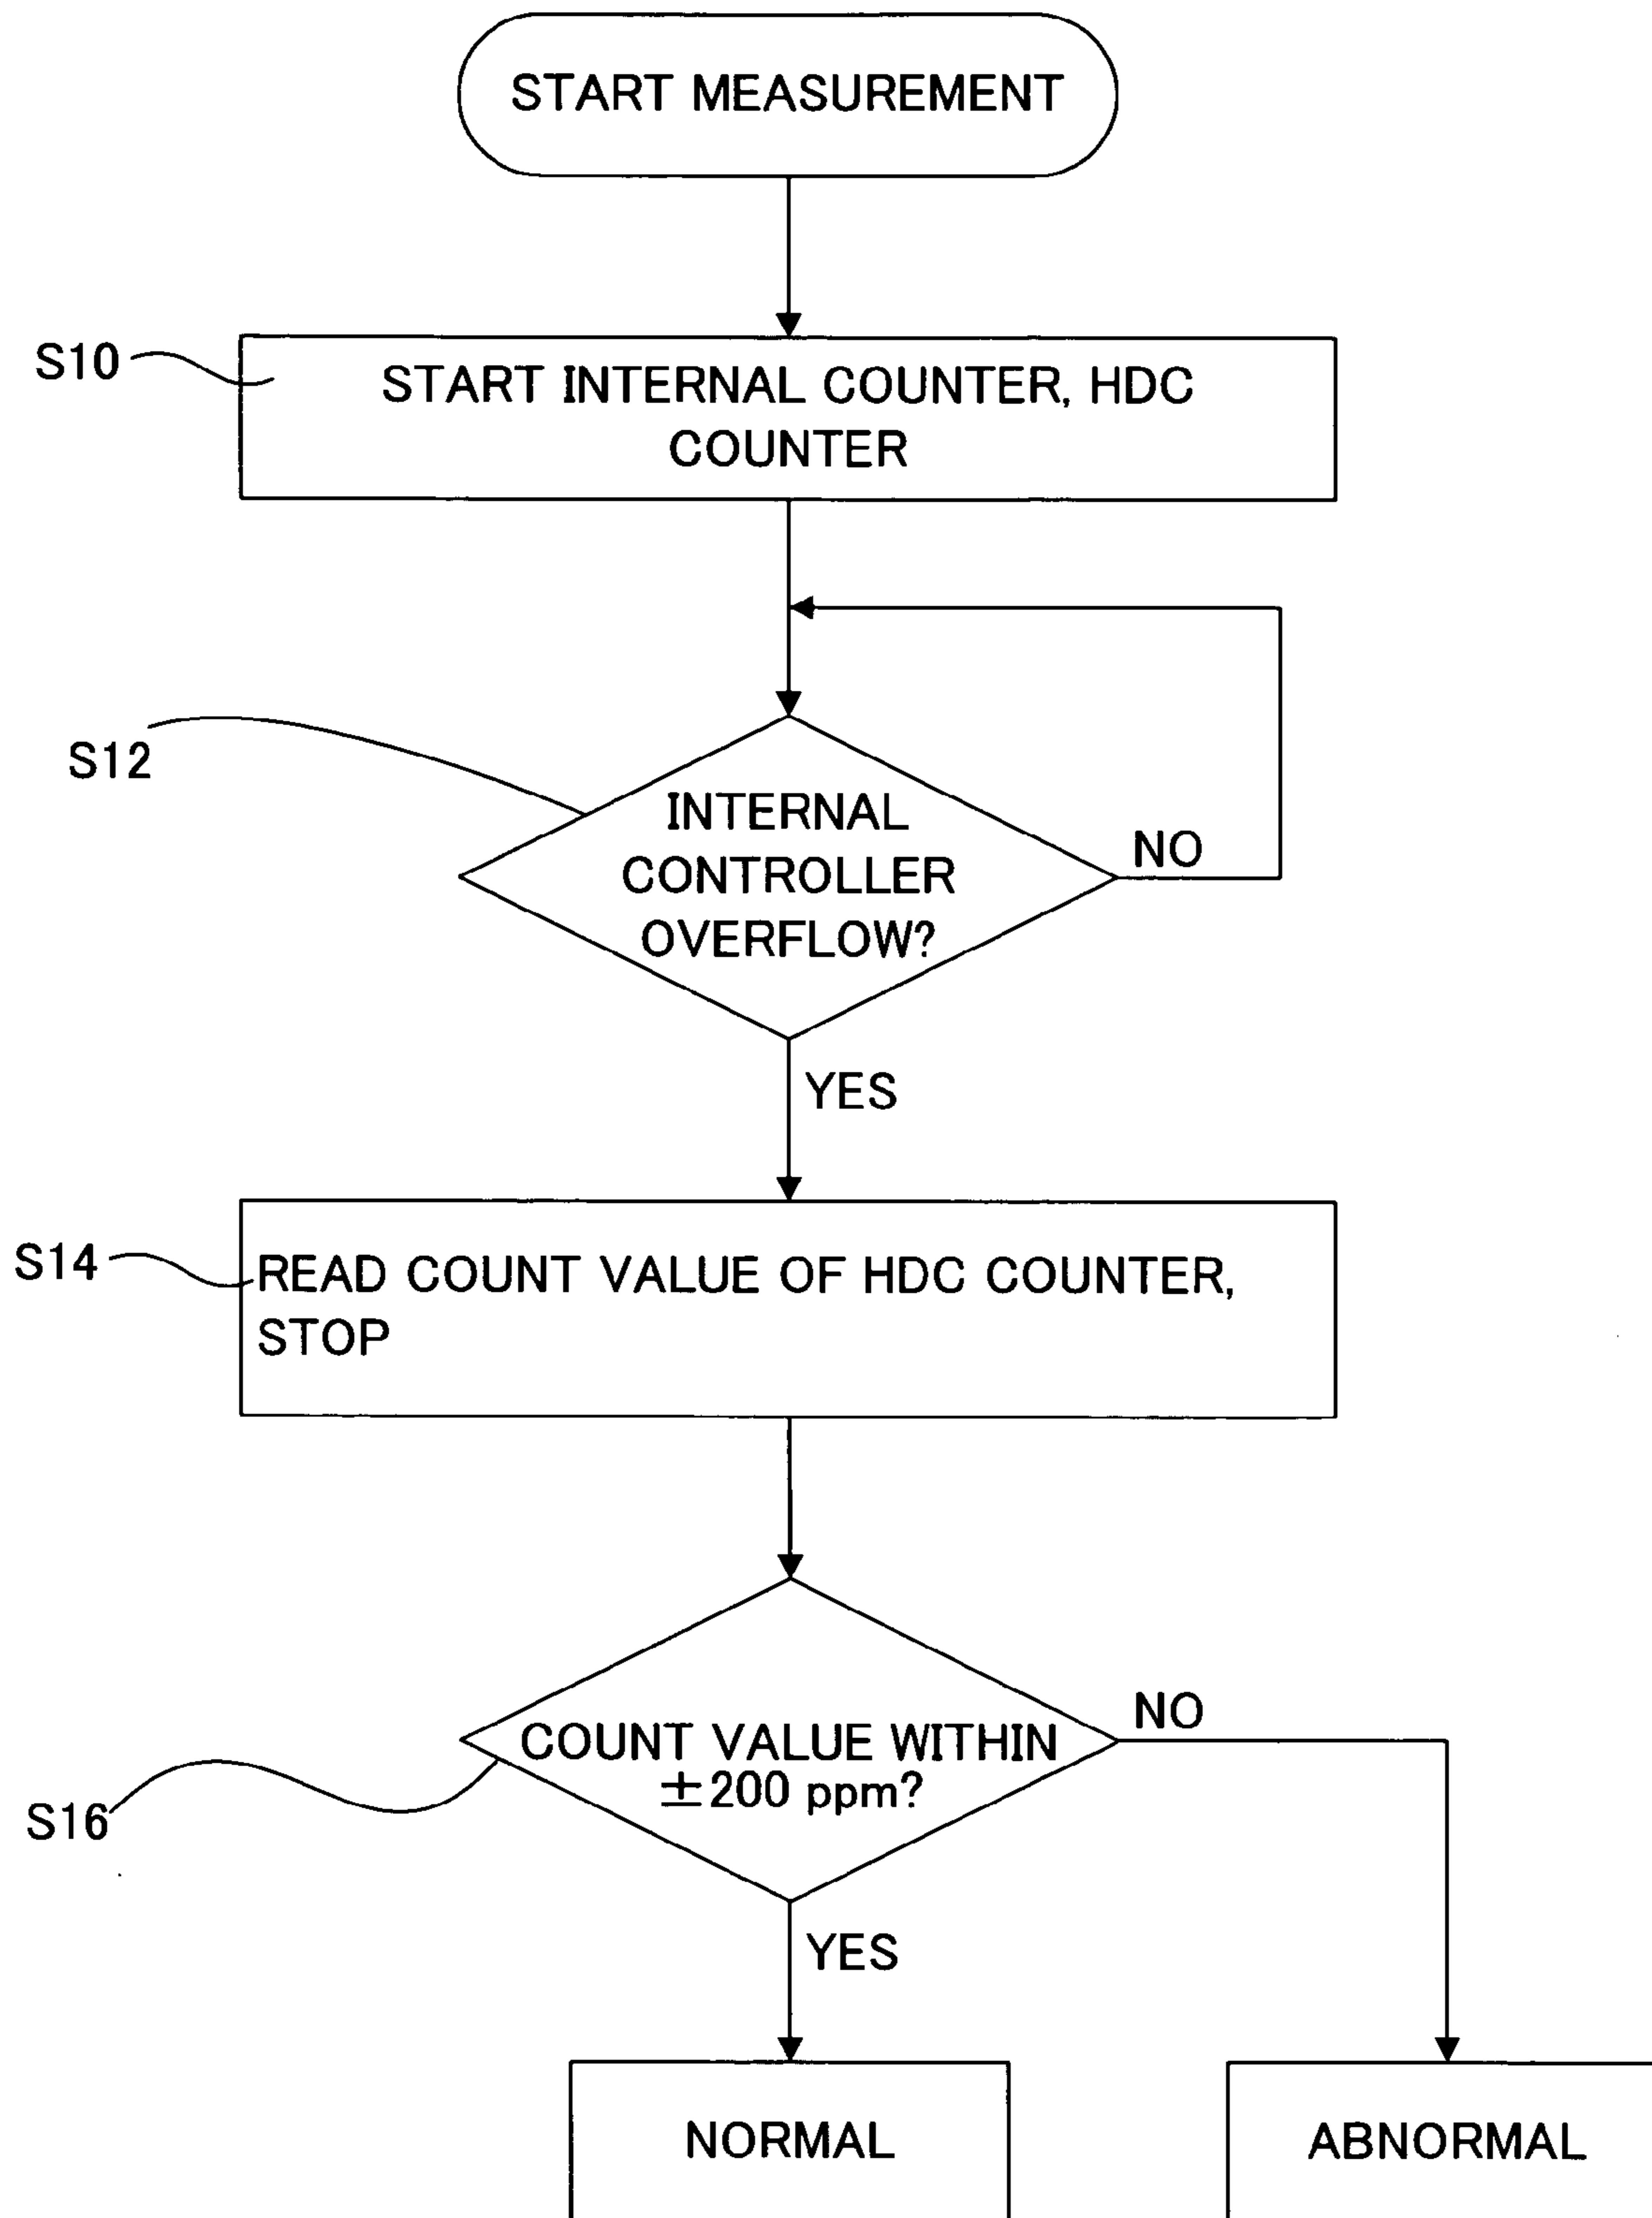 START MEASUREMENT
S10
START INTERNAL COUNTER, HDC
COUNTER
S12
INTERNAL
CONTROLLER
OVERFLOW?
NO
YES
S14
READ COUNT VALUE OF HDC COUNTER,
STOP
S16
COUNT VALUE WITHIN
±200 ppm?
NO
YES
NORMAL
ABNORMAL